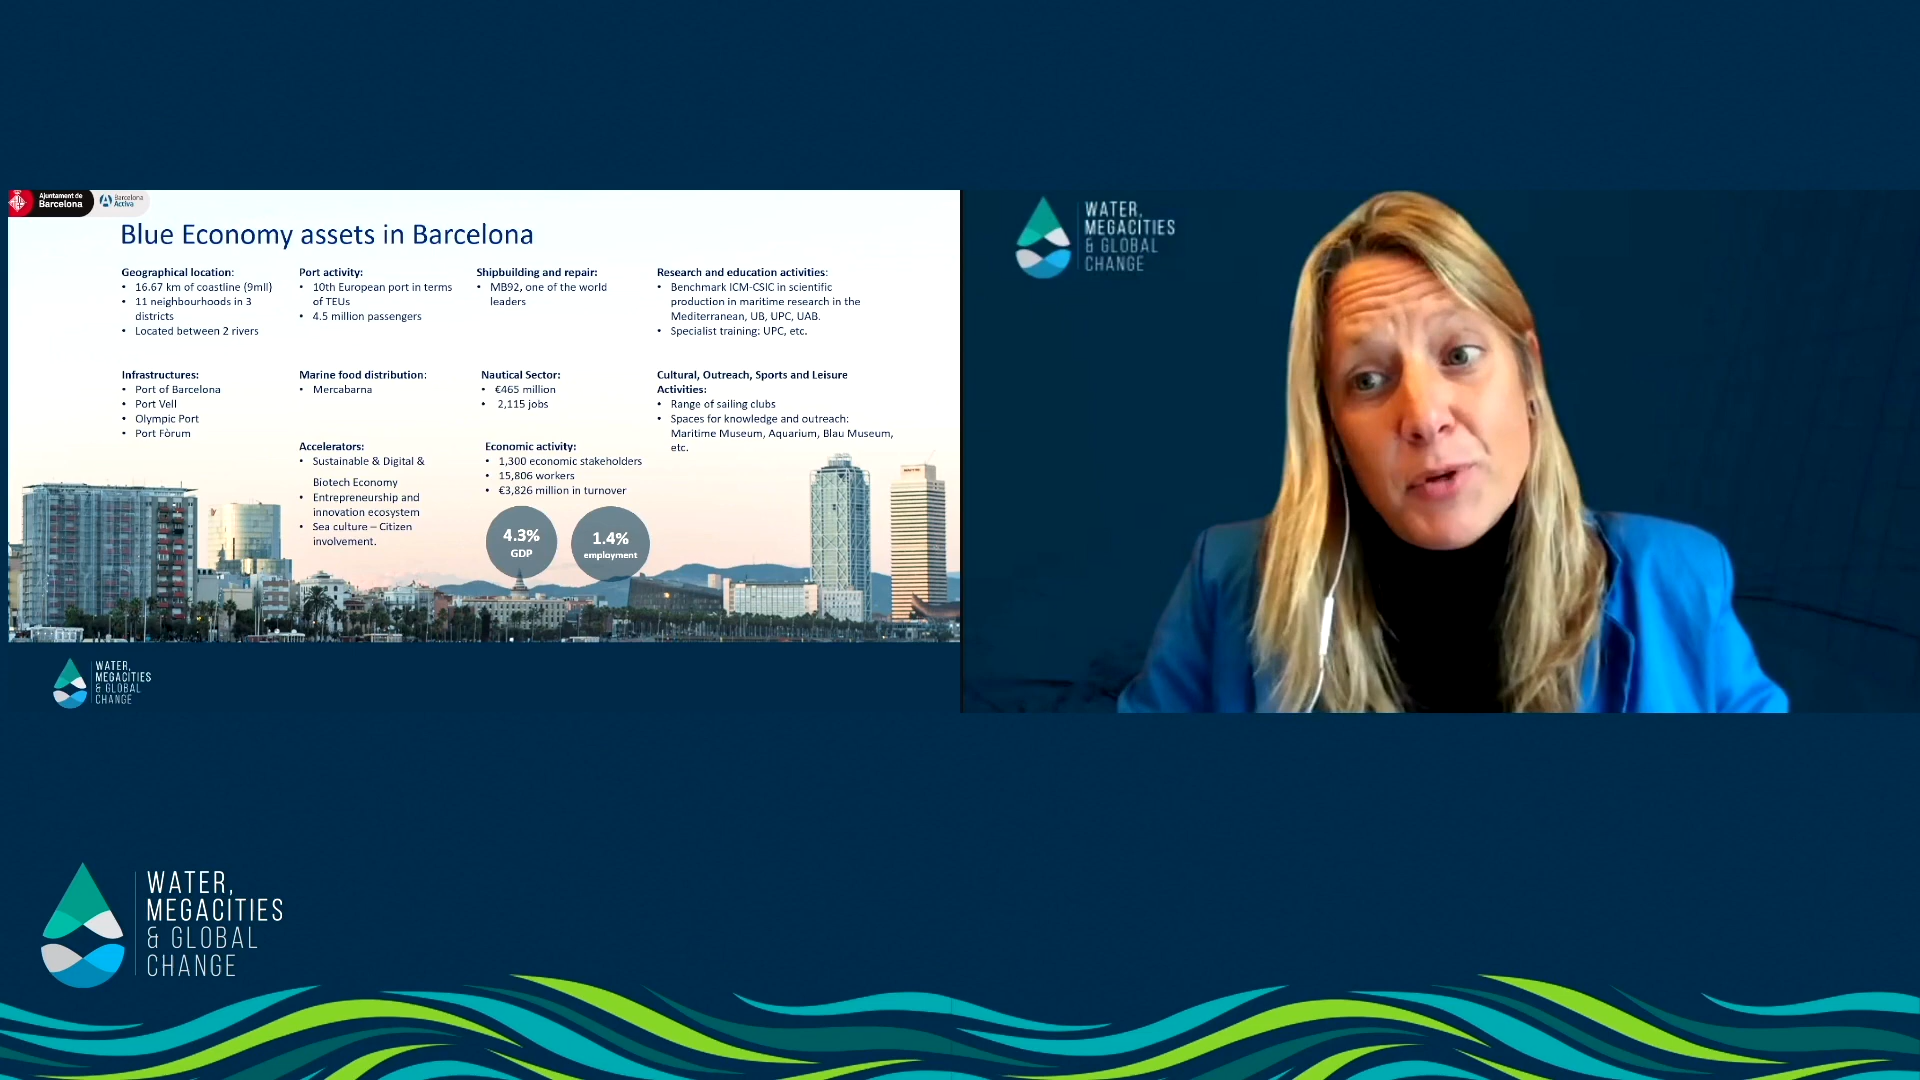 Ajuntament de
Barcelona
Barcelona
Activa
Blue Economy assets in Barcelona
Geographical location:
• 16.67 km of coastline (9mll)
• 11 neighbourhoods in 3
districts
• Located between 2 rivers
Port activity:
• 10th European port in terms
of TEUs
• 4.5 million passengers
Shipbuilding and repair:
• MB92, one of the world
leaders
Research and education activities:
• Benchmark ICM-CSIC in scientific
production in maritime research in the
Mediterranean, UB, UPC, UAB.
• Specialist training: UPC, etc.
Infrastructures:
• Port of Barcelona
• Port Vell
• Olympic Port
• Port Fòrum
Marine food distribution:
• Mercabarna
Nautical Sector:
• €465 million
• 2,115 jobs
Cultural, Outreach, Sports and Leisure
Activities:
• Range of sailing clubs
• Spaces for knowledge and outreach:
Maritime Museum, Aquarium, Blau Museum,
etc.
Accelerators:
• Sustainable & Digital &
Biotech Economy
• Entrepreneurship and
innovation ecosystem
• Sea culture – Citizen
involvement.
Economic activity:
• 1,300 economic stakeholders
• 15,806 workers
• €3,826 million in turnover
4.3%
GDP
1.4%
employment
WATER,
MEGACITIES
& GLOBAL
CHANGE
WATER,
MEGACITIES
& GLOBAL
CHANGE
WATER,
MEGACITIES
& GLOBAL
CHANGE